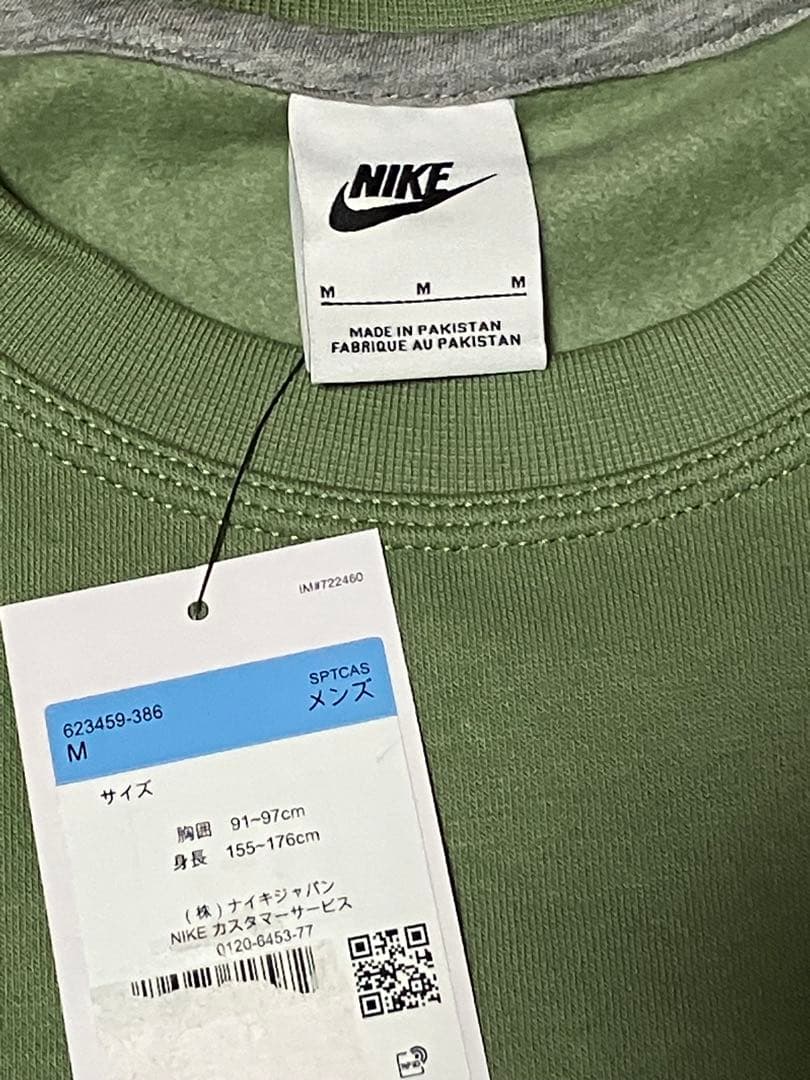 NIKE
M M M
MADE IN PAKISTAN
FABRIQUE AU PAKISTAN
IM#722460
SPTCAS
623459-386 メンズ
M
サイズ
胸囲 91~97cm
身長 155~176cm
(株)ナイキジャパン
NIKE カスタマーサービス
0120-6453-77
RFID